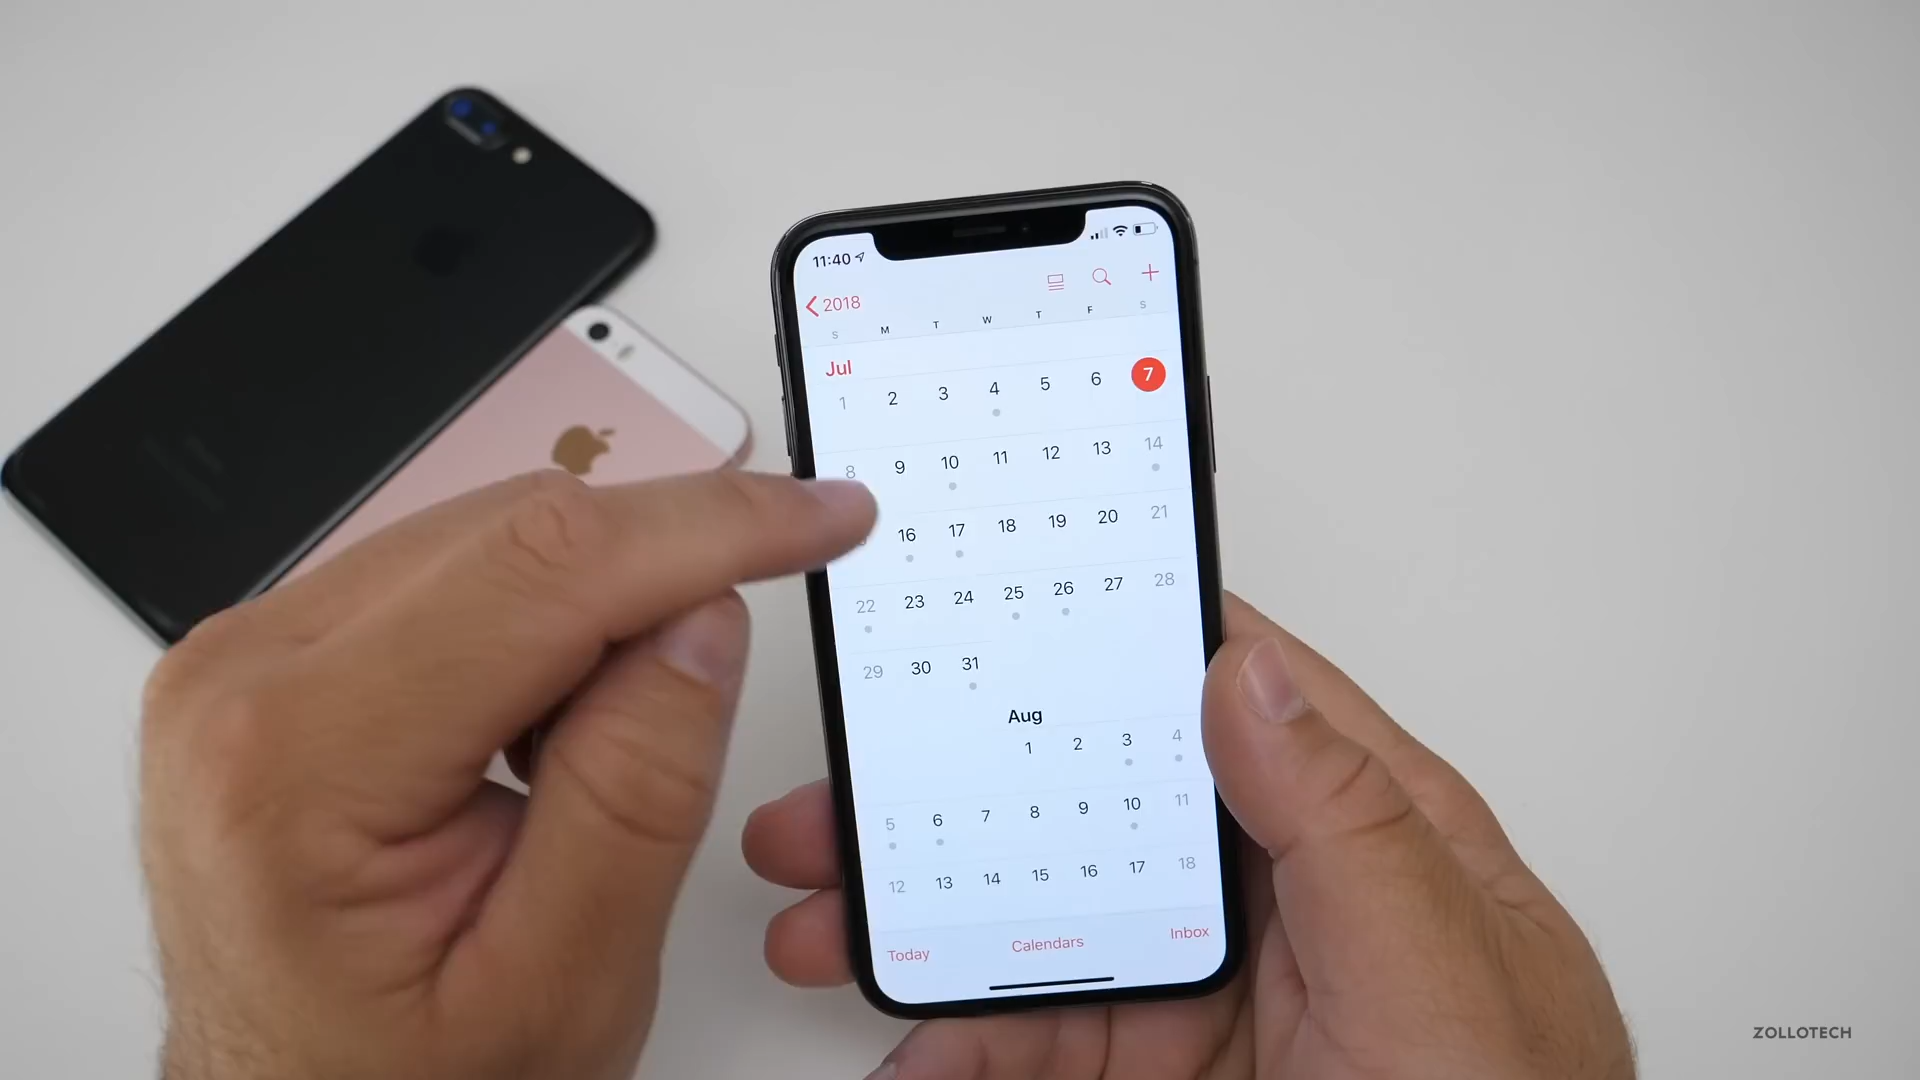 11:40
2018
S M T W T F S
Jul
1 2 3 4 5 6 7
8 9 10 11 12 13 14
16 17 18 19 20 21
22 23 24 25 26 27 28
29 30 31
Aug
1 2 3 4
5 6 7 8 9 10 11
12 13 14 15 16 17 18
Today Calendars Inbox
ZOLLOTECH